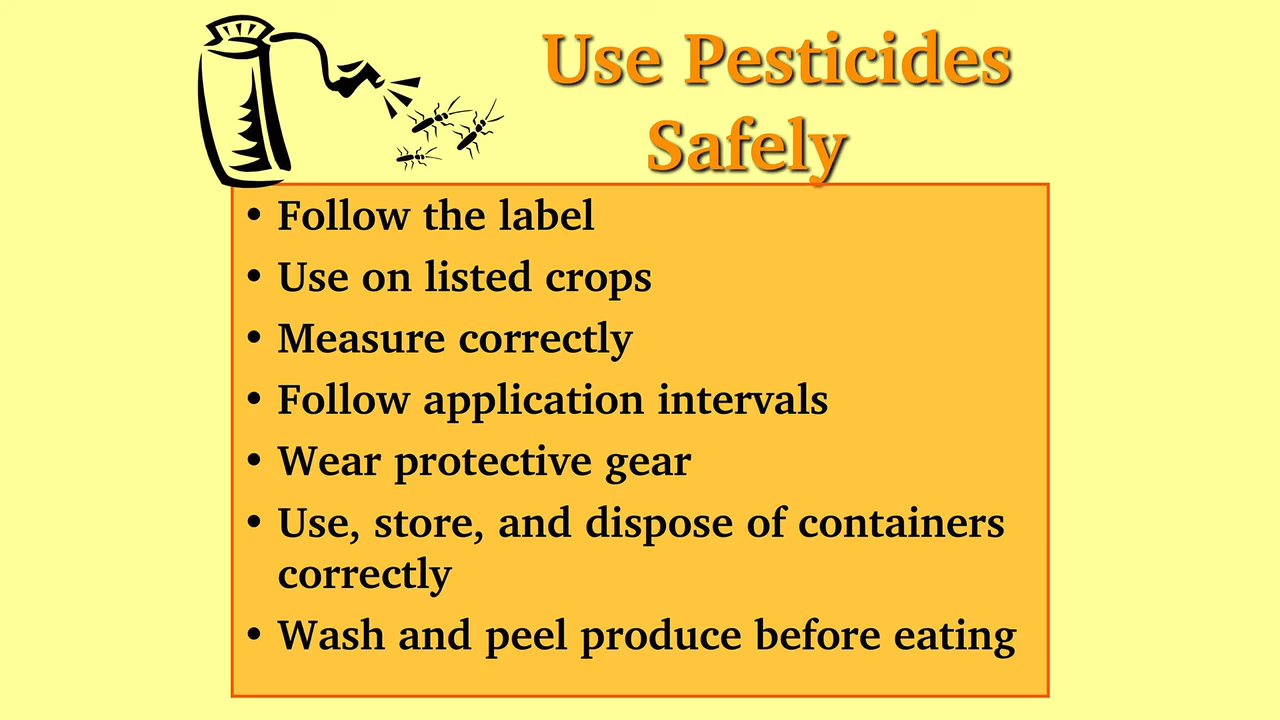 Use Pesticides
Safely
• Follow the label
• Use on listed crops
• Measure correctly
• Follow application intervals
• Wear protective gear
• Use, store, and dispose of containers
correctly
• Wash and peel produce before eating